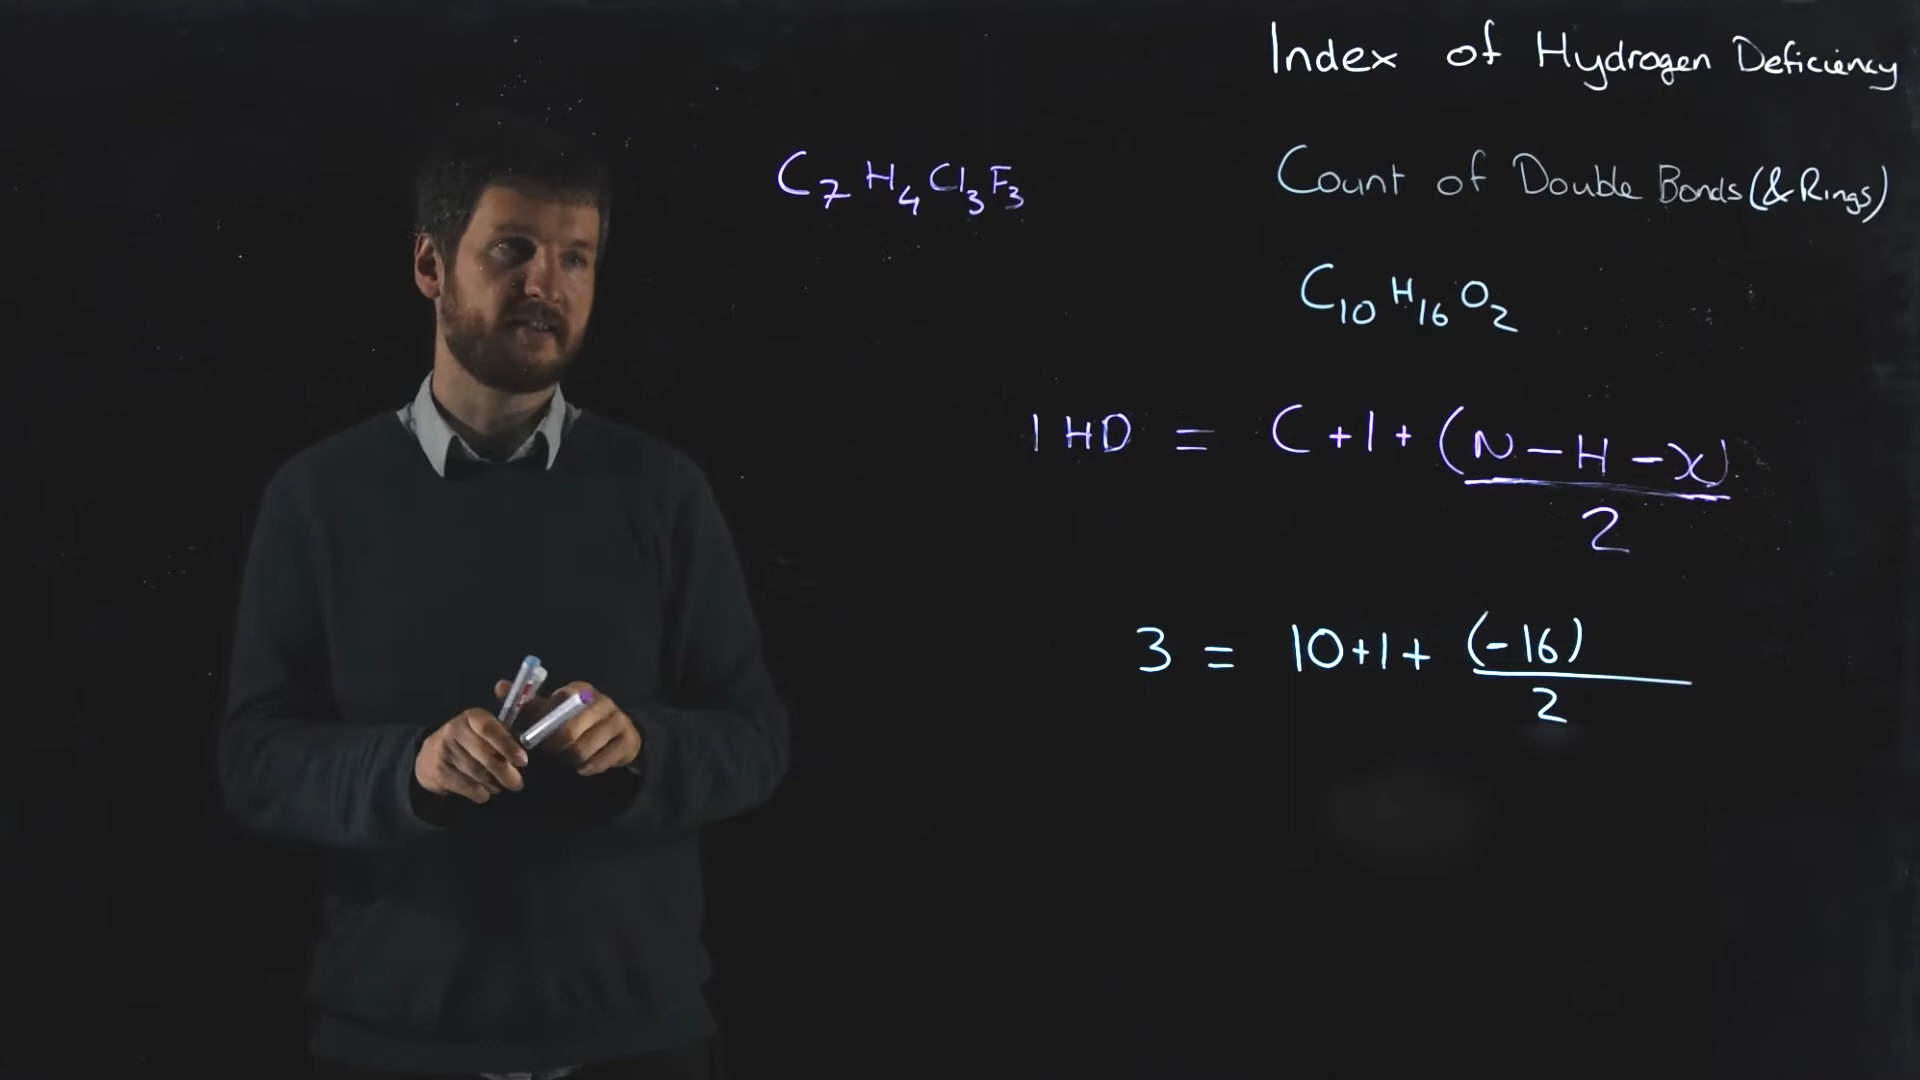 Index of Hydrogen Deficiency
C7H4Cl3F3
Count of Double Bonds (& Rings)
C10H16O2
IHD = C+1+ (N-H-X)
2
3 = 10+1+ (-16)
2